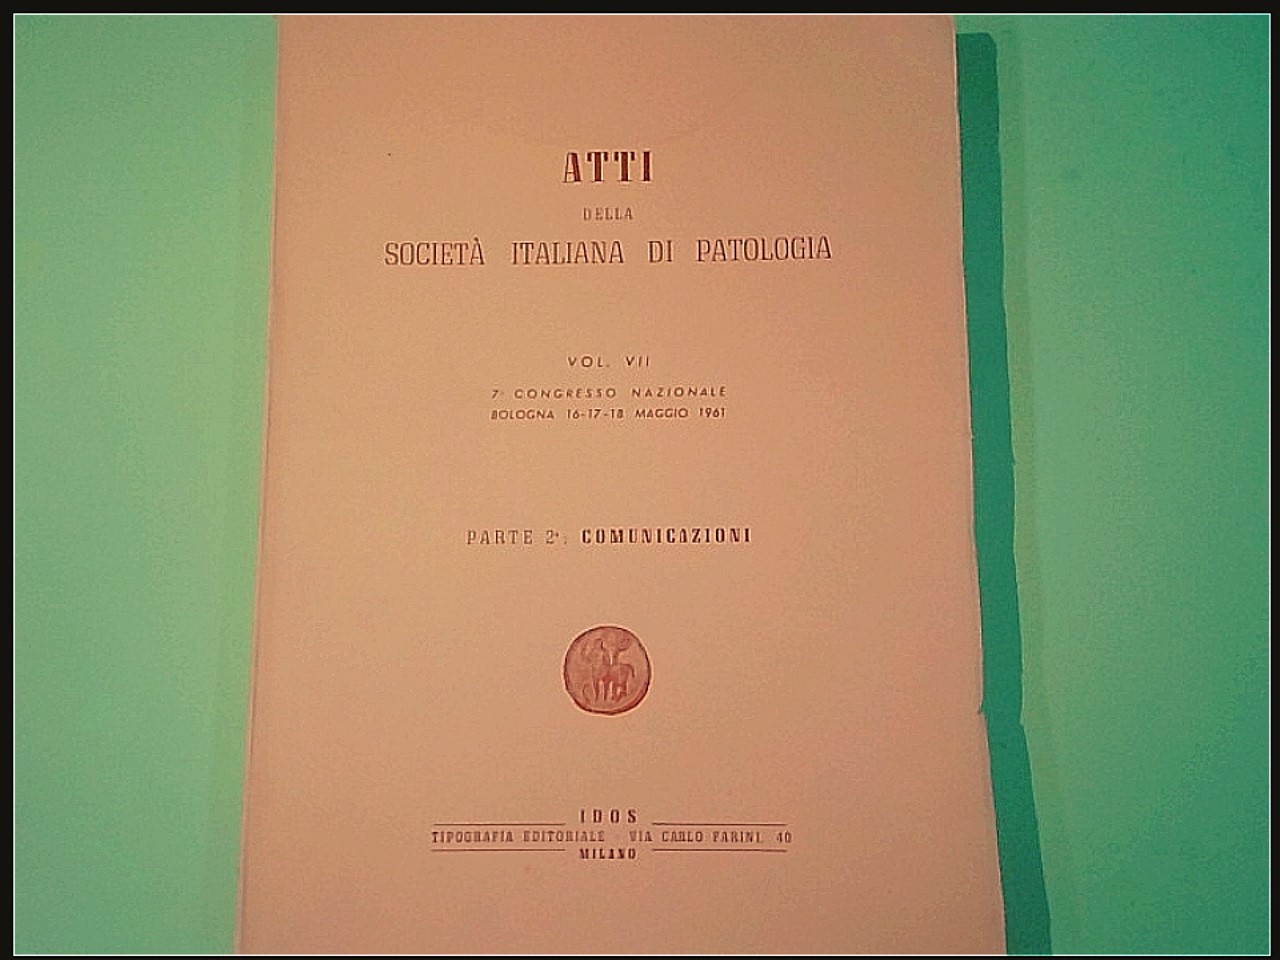 ATTI
DELLA
SOCIETÀ ITALIANA DI PATOLOGIA
VOL. VII
7° CONGRESSO NAZIONALE
BOLOGNA 16-17-18 MAGGIO 1961
PARTE 2ª: COMUNICAZIONI
IDOS
TIPOGRAFIA EDITORIALE - VIA CARLO FARINI, 40
MILANO